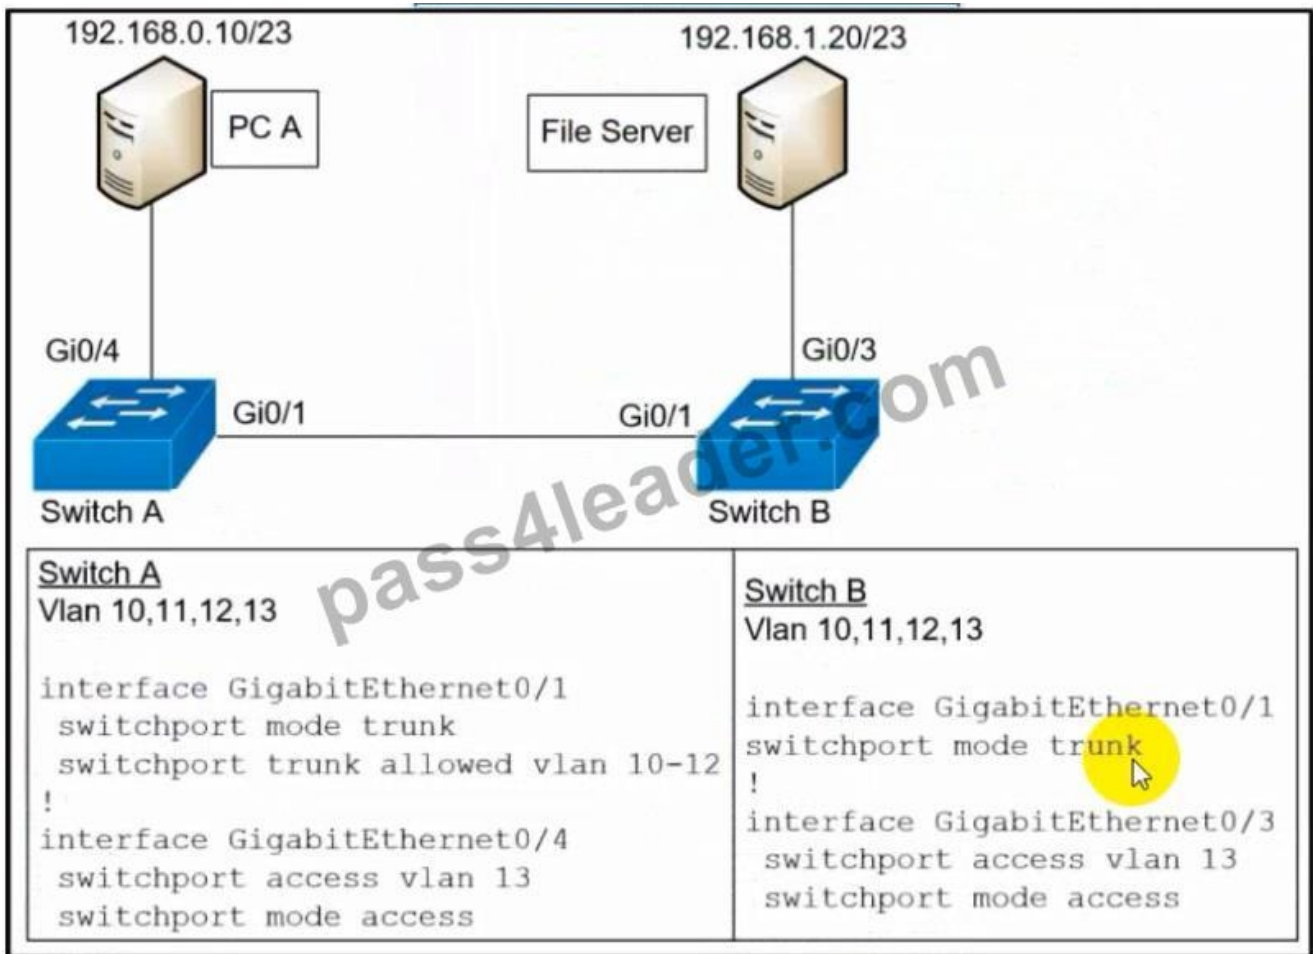 192.168.0.10/23
192.168.1.20/23
PC A
File Server
Gi0/4
Gi0/3
Gi0/1
Gi0/1
Switch A
Switch B
pass4leader.com
Switch A
Vlan 10,11,12,13
interface GigabitEthernet0/1
switchport mode trunk
switchport trunk allowed vlan 10-12
!
interface GigabitEthernet0/4
switchport access vlan 13
switchport mode access
Switch B
Vlan 10,11,12,13
interface GigabitEthernet0/1
switchport mode trunk
!
interface GigabitEthernet0/3
switchport access vlan 13
switchport mode access